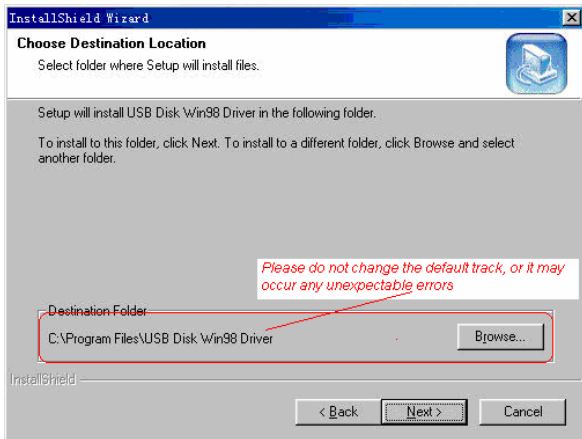 InstallShield Wizard
Choose Destination Location
Select folder where Setup will install files.
Setup will install USB Disk Win98 Driver in the following folder.
To install to this folder, click Next. To install to a different folder, click Browse and select
another folder.
Please do not change the default track, or it may
occur any unexpectable errors
Destination Folder
C:\Program Files\USB Disk Win98 Driver
Browse...
InstallShield
< Back
Next >
Cancel